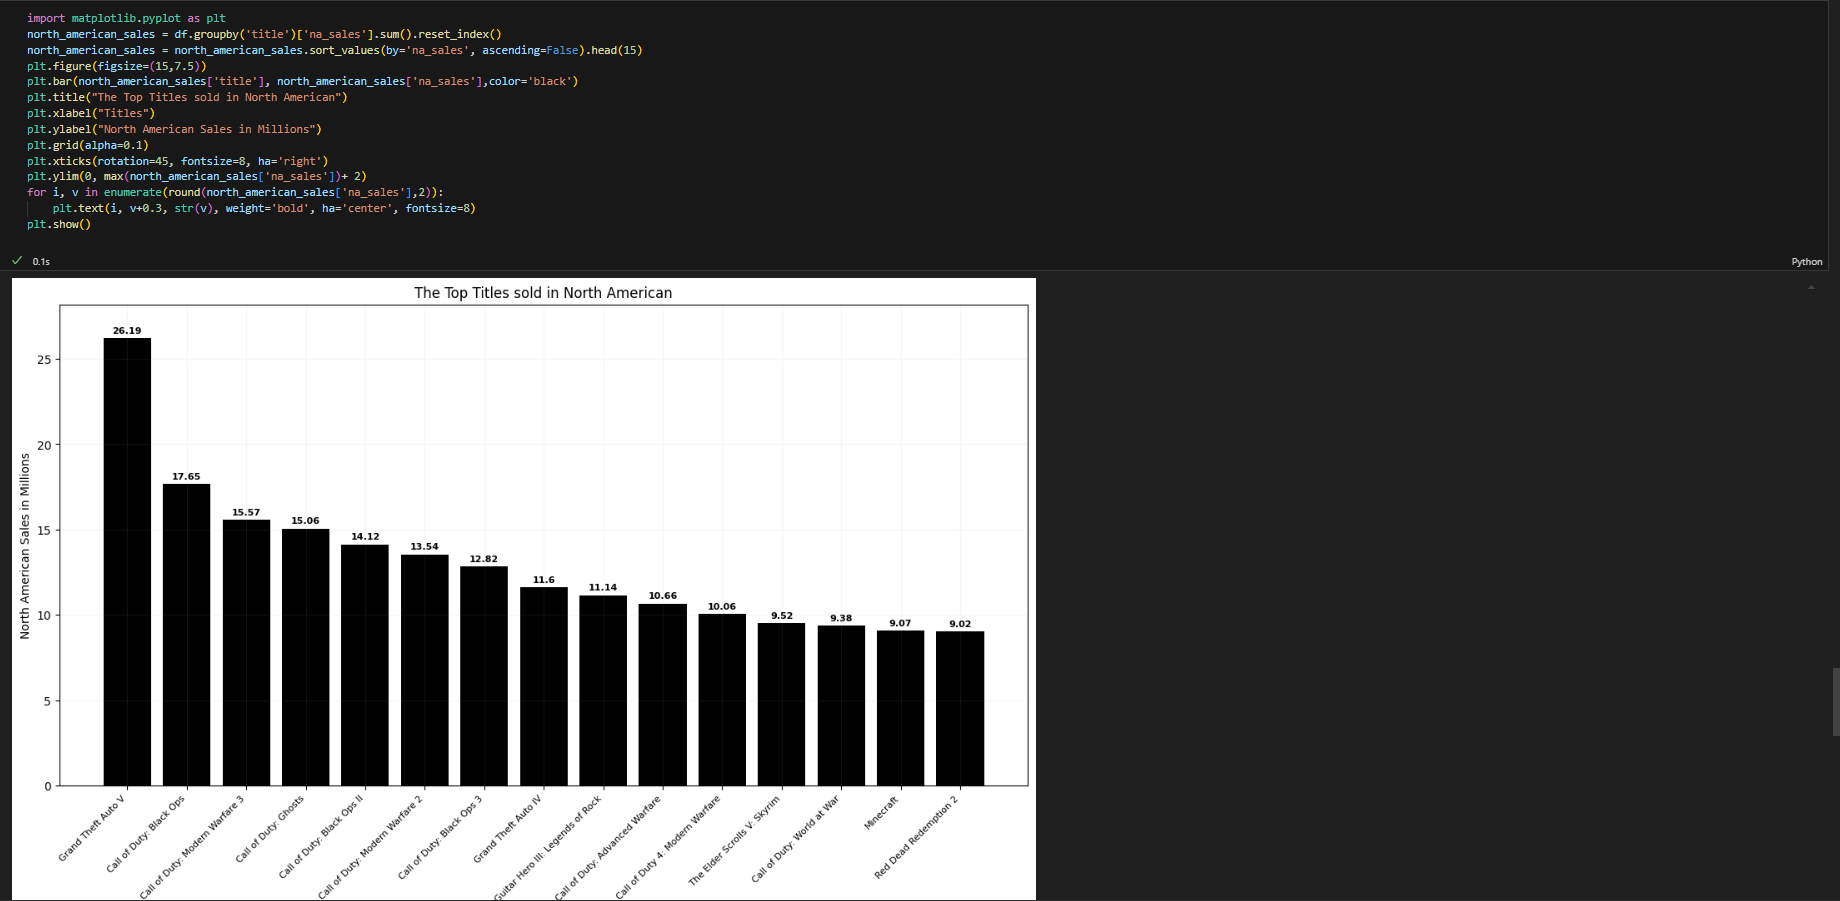 import matplotlib.pyplot as plt
north_american_sales = df.groupby('title')['na_sales'].sum().reset_index()
north_american_sales = north_american_sales.sort_values(by='na_sales', ascending=False).head(15)
plt.figure(figsize=(15,7.5))
plt.bar(north_american_sales['title'], north_american_sales['na_sales'],color='black')
plt.title("The Top Titles sold in North American")
plt.xlabel("Titles")
plt.ylabel("North American Sales in Millions")
plt.grid(alpha=0.1)
plt.xticks(rotation=45, fontsize=8, ha='right')
plt.ylim(0, max(north_american_sales['na_sales'])+ 2)
for i, v in enumerate(round(north_american_sales['na_sales'],2)):
    plt.text(i, v+0.3, str(v), weight='bold', ha='center', fontsize=8)
plt.show()
0.1s
Python
The Top Titles sold in North American
North American Sales in Millions
25
20
15
10
5
0
26.19
17.65
15.57
15.06
14.12
13.54
12.82
11.6
11.14
10.66
10.06
9.52
9.38
9.07
9.02
Grand Theft Auto V
Call of Duty: Black Ops
Call of Duty: Modern Warfare 3
Call of Duty: Ghosts
Call of Duty: Black Ops II
Call of Duty: Modern Warfare 2
Call of Duty: Black Ops 3
Grand Theft Auto IV
Guitar Hero III: Legends of Rock
Call of Duty: Advanced Warfare
Call of Duty 4: Modern Warfare
The Elder Scrolls V: Skyrim
Call of Duty: World at War
Minecraft
Red Dead Redemption 2